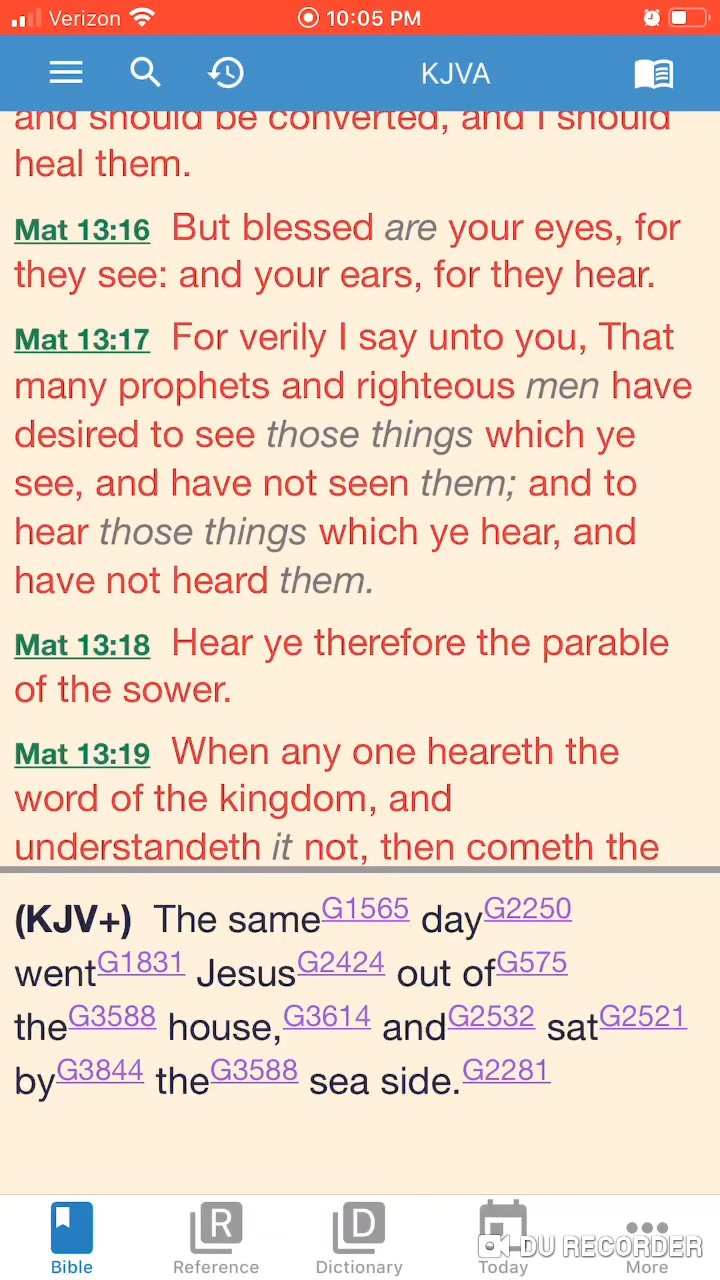 Verizon 10:05 PM
KJVA
and should be converted, and I should
heal them.
Mat 13:16 But blessed are your eyes, for
they see: and your ears, for they hear.
Mat 13:17 For verily I say unto you, That
many prophets and righteous men have
desired to see those things which ye
see, and have not seen them; and to
hear those things which ye hear, and
have not heard them.
Mat 13:18 Hear ye therefore the parable
of the sower.
Mat 13:19 When any one heareth the
word of the kingdom, and
understandeth it not, then cometh the
(KJV+) The sameG1565 dayG2250
wentG1831 JesusG2424 out ofG575
theG3588 house,G3614 andG2532 satG2521
byG3844 theG3588 sea side.G2281
R D
DU RECORDER
Bible Reference Dictionary Today More